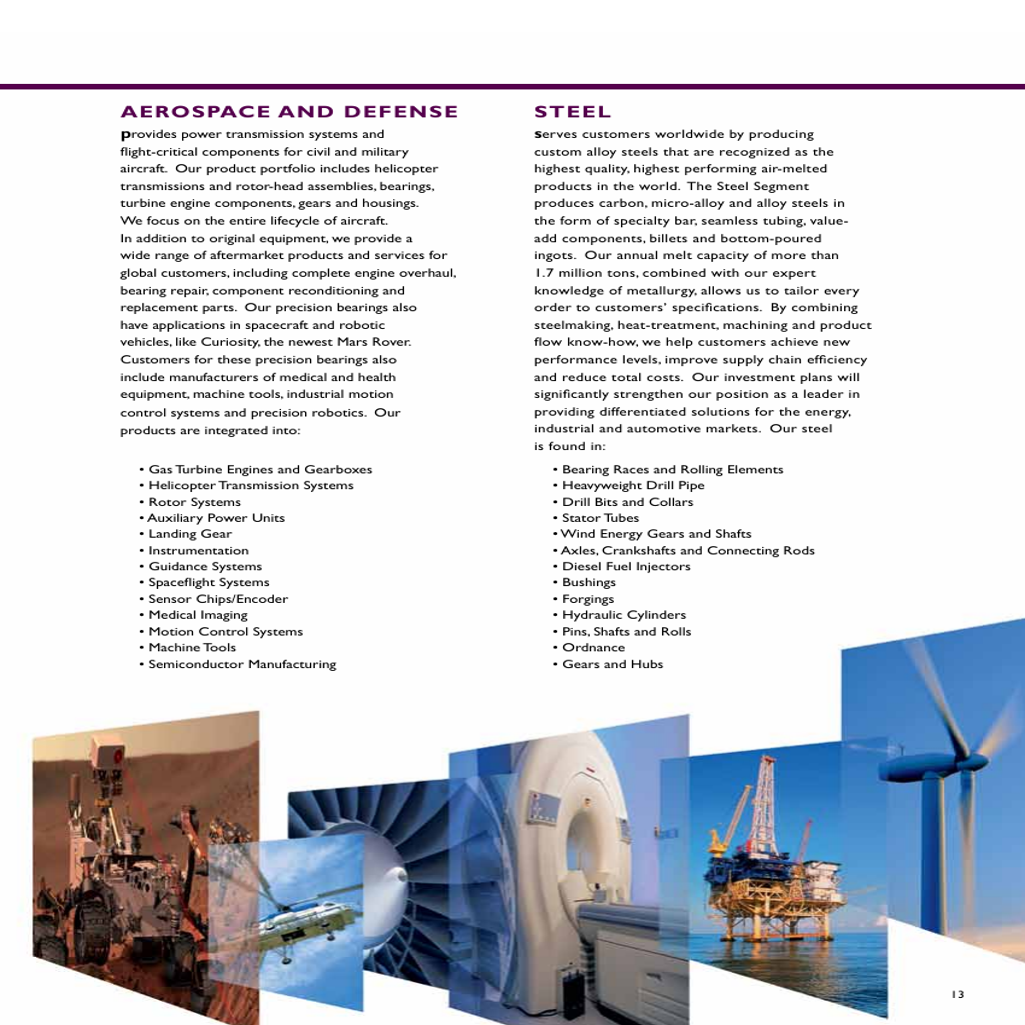 AEROSPACE AND DEFENSE
provides power transmission systems and
flight-critical components for civil and military
aircraft. Our product portfolio includes helicopter
transmissions and rotor-head assemblies, bearings,
turbine engine components, gears and housings.
We focus on the entire lifecycle of aircraft.
In addition to original equipment, we provide a
wide range of aftermarket products and services for
global customers, including complete engine overhaul,
bearing repair, component reconditioning and
replacement parts. Our precision bearings also
have applications in spacecraft and robotic
vehicles, like Curiosity, the newest Mars Rover.
Customers for these precision bearings also
include manufacturers of medical and health
equipment, machine tools, industrial motion
control systems and precision robotics. Our
products are integrated into:
• Gas Turbine Engines and Gearboxes
• Helicopter Transmission Systems
• Rotor Systems
• Auxiliary Power Units
• Landing Gear
• Instrumentation
• Guidance Systems
• Spaceflight Systems
• Sensor Chips/Encoder
• Medical Imaging
• Motion Control Systems
• Machine Tools
• Semiconductor Manufacturing
STEEL
serves customers worldwide by producing
custom alloy steels that are recognized as the
highest quality, highest performing air-melted
products in the world. The Steel Segment
produces carbon, micro-alloy and alloy steels in
the form of specialty bar, seamless tubing, value-
add components, billets and bottom-poured
ingots. Our annual melt capacity of more than
1.7 million tons, combined with our expert
knowledge of metallurgy, allows us to tailor every
order to customers' specifications. By combining
steelmaking, heat-treatment, machining and product
flow know-how, we help customers achieve new
performance levels, improve supply chain efficiency
and reduce total costs. Our investment plans will
significantly strengthen our position as a leader in
providing differentiated solutions for the energy,
industrial and automotive markets. Our steel
is found in:
• Bearing Races and Rolling Elements
• Heavyweight Drill Pipe
• Drill Bits and Collars
• Stator Tubes
• Wind Energy Gears and Shafts
• Axles, Crankshafts and Connecting Rods
• Diesel Fuel Injectors
• Bushings
• Forgings
• Hydraulic Cylinders
• Pins, Shafts and Rolls
• Ordnance
• Gears and Hubs
13